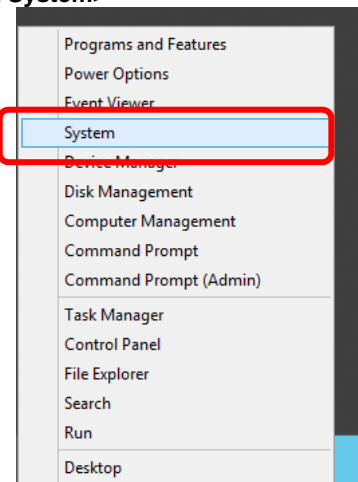 System>
Programs and Features
Power Options
Event Viewer
System
Device Manager
Disk Management
Computer Management
Command Prompt
Command Prompt (Admin)
Task Manager
Control Panel
File Explorer
Search
Run
Desktop